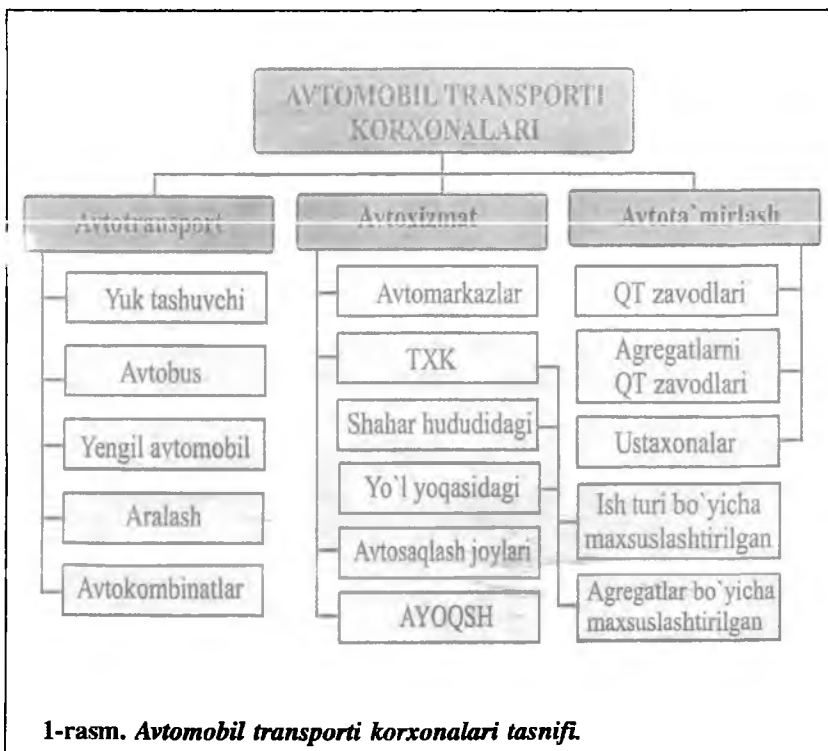 AVTOMOBIL TRANSPORTI
KORXONALARI
Avtotransport
Yuk tashuvchi
Avtobus
Yengil avtomobil
Aralash
Avtokombinatlar
Avtoxizmat
Avtomarkazlar
TXK
Shahar hududidagi
Yo`l yoqasidagi
Avtosaqlash joylari
AYOQSH
Avtota`mirlash
QT zavodlari
Agregatlarni
QT zavodlari
Ustaxonalar
Ish turi bo`yicha
maxsuslashtirilgan
Agregatlar bo`yicha
maxsuslashtirilgan
1-rasm. Avtomobil transporti korxonalari tasnifi.